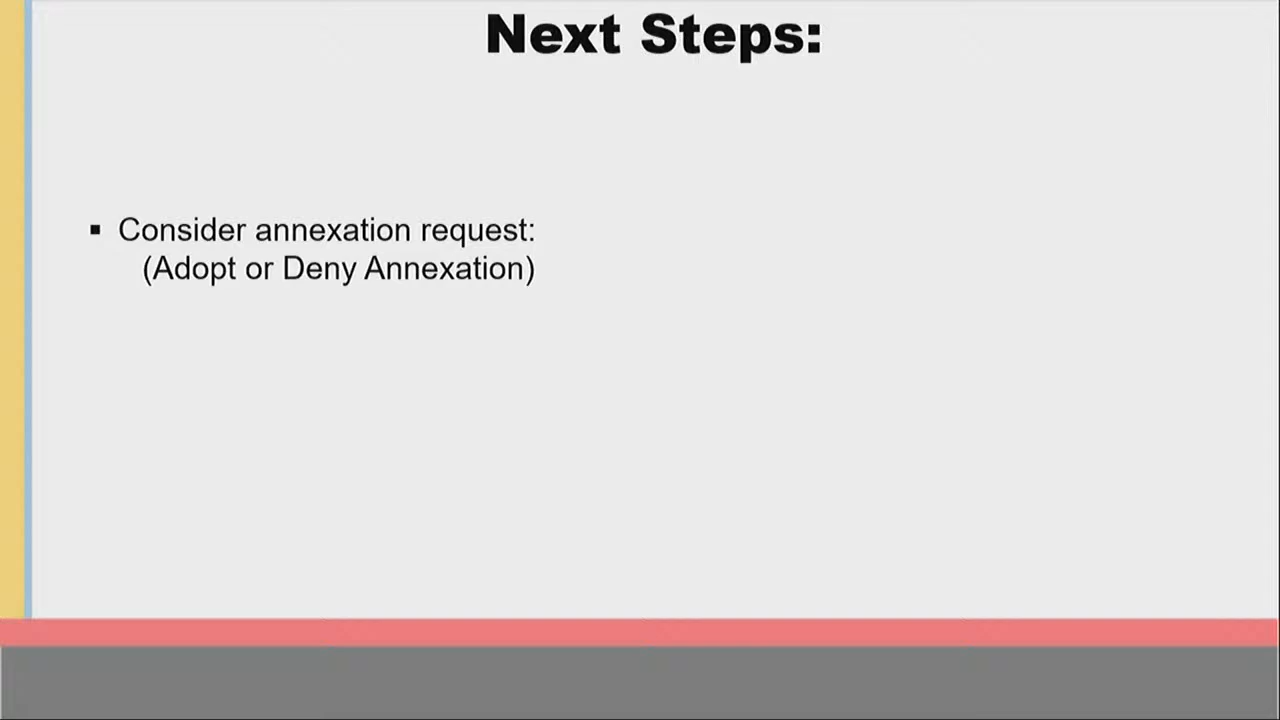 Next Steps:
▪ Consider annexation request:
(Adopt or Deny Annexation)